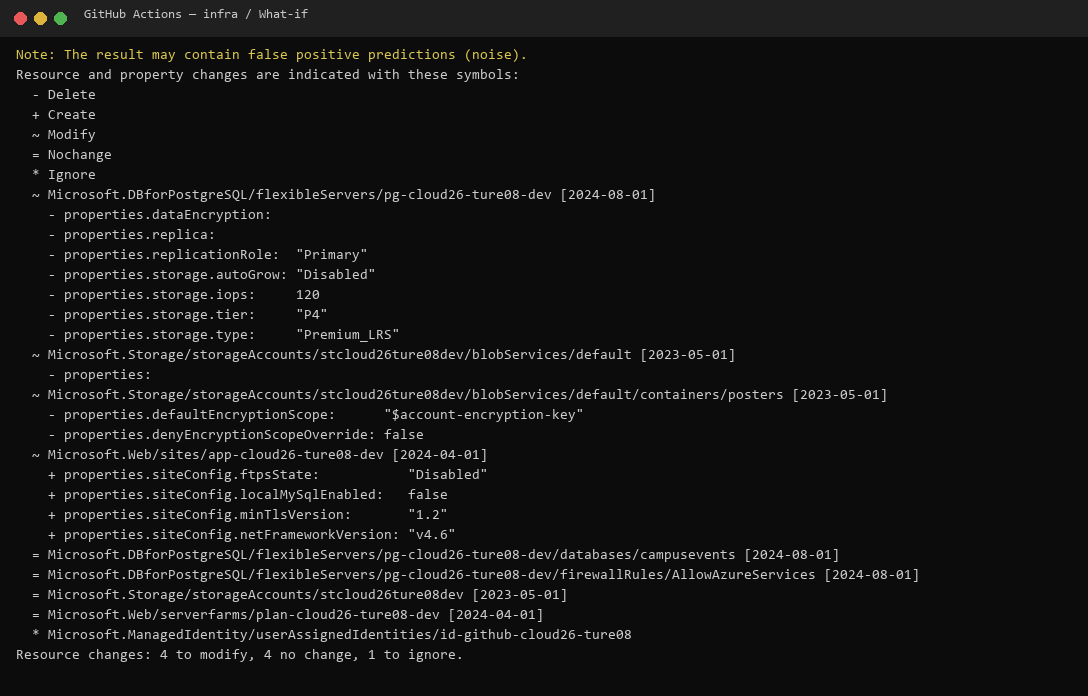 GitHub Actions — infra / What-if
Note: The result may contain false positive predictions (noise).
Resource and property changes are indicated with these symbols:
  - Delete
  + Create
  ~ Modify
  = Nochange
  * Ignore
  ~ Microsoft.DBforPostgreSQL/flexibleServers/pg-cloud26-ture08-dev [2024-08-01]
    - properties.dataEncryption:
    - properties.replica:
    - properties.replicationRole:  "Primary"
    - properties.storage.autoGrow: "Disabled"
    - properties.storage.iops:     120
    - properties.storage.tier:     "P4"
    - properties.storage.type:     "Premium_LRS"
  ~ Microsoft.Storage/storageAccounts/stcloud26ture08dev/blobServices/default [2023-05-01]
    - properties:
  ~ Microsoft.Storage/storageAccounts/stcloud26ture08dev/blobServices/default/containers/posters [2023-05-01]
    - properties.defaultEncryptionScope:      "$account-encryption-key"
    - properties.denyEncryptionScopeOverride: false
  ~ Microsoft.Web/sites/app-cloud26-ture08-dev [2024-04-01]
    + properties.siteConfig.ftpsState:           "Disabled"
    + properties.siteConfig.localMySqlEnabled:   false
    + properties.siteConfig.minTlsVersion:       "1.2"
    + properties.siteConfig.netFrameworkVersion: "v4.6"
  = Microsoft.DBforPostgreSQL/flexibleServers/pg-cloud26-ture08-dev/databases/campusevents [2024-08-01]
  = Microsoft.DBforPostgreSQL/flexibleServers/pg-cloud26-ture08-dev/firewallRules/AllowAzureServices [2024-08-01]
  = Microsoft.Storage/storageAccounts/stcloud26ture08dev [2023-05-01]
  = Microsoft.Web/serverfarms/plan-cloud26-ture08-dev [2024-04-01]
  * Microsoft.ManagedIdentity/userAssignedIdentities/id-github-cloud26-ture08
Resource changes: 4 to modify, 4 no change, 1 to ignore.